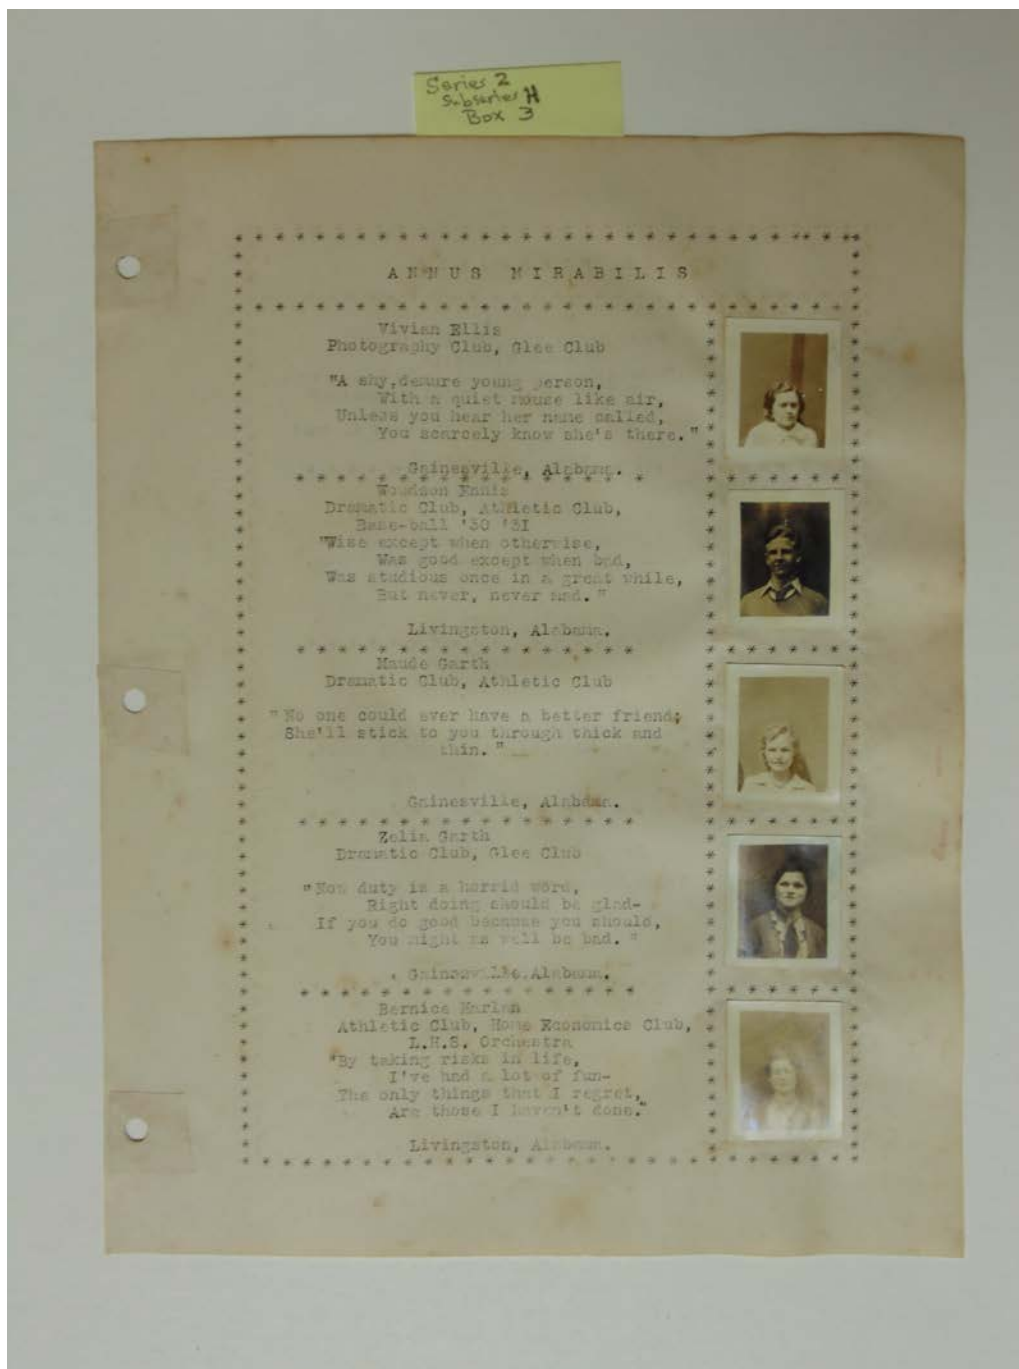 Series 2
Subseries H
Box 3
ANNUS MIRABILIS
Vivian Ellis
Photography Club, Glee Club
"A shy, demure young person,
With a quiet mouse like air,
Unless you hear her name called,
You scarcely know she's there."
Gainesville, Alabama.
Woodson Ennis
Dramatic Club, Athletic Club,
Base-ball '30 '31
"Wise except when otherwise,
Was good except when bad,
Was studious once in a great while,
But never, never mad."
Livingston, Alabama.
Maude Garth
Dramatic Club, Athletic Club
"No one could ever have a better friend;
She'll stick to you through thick and
thin."
Gainesville, Alabama.
Zelia Garth
Dramatic Club, Glee Club
"Now duty is a horrid word,
Right doing should be glad-
If you do good because you should,
You might as well be bad."
Gainesville, Alabama.
Bernice Harlan
Athletic Club, Home Economics Club,
L.H.S. Orchestra
"By taking risks in life,
I've had a lot of fun-
The only things that I regret,
Are those I haven't done."
Livingston, Alabama.